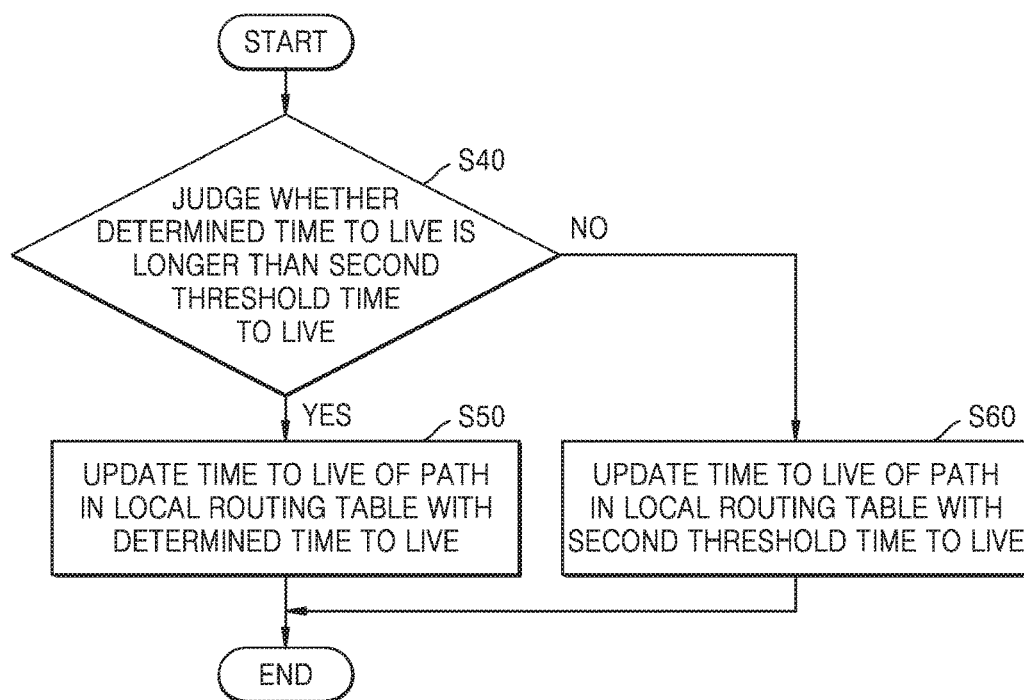 START
S40
JUDGE WHETHER
DETERMINED TIME TO LIVE IS
LONGER THAN SECOND
THRESHOLD TIME
TO LIVE
NO
YES
S50
UPDATE TIME TO LIVE OF PATH
IN LOCAL ROUTING TABLE WITH
DETERMINED TIME TO LIVE
S60
UPDATE TIME TO LIVE OF PATH
IN LOCAL ROUTING TABLE WITH
SECOND THRESHOLD TIME TO LIVE
END